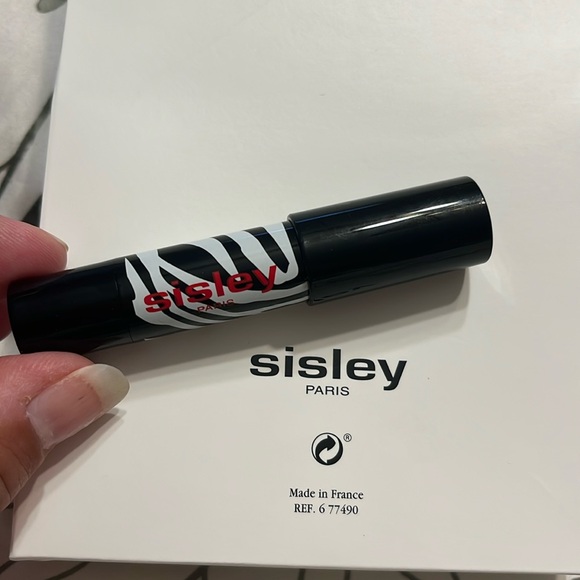 sisley
PARIS
sisley
PARIS
®
Made in France
REF. 6 77490